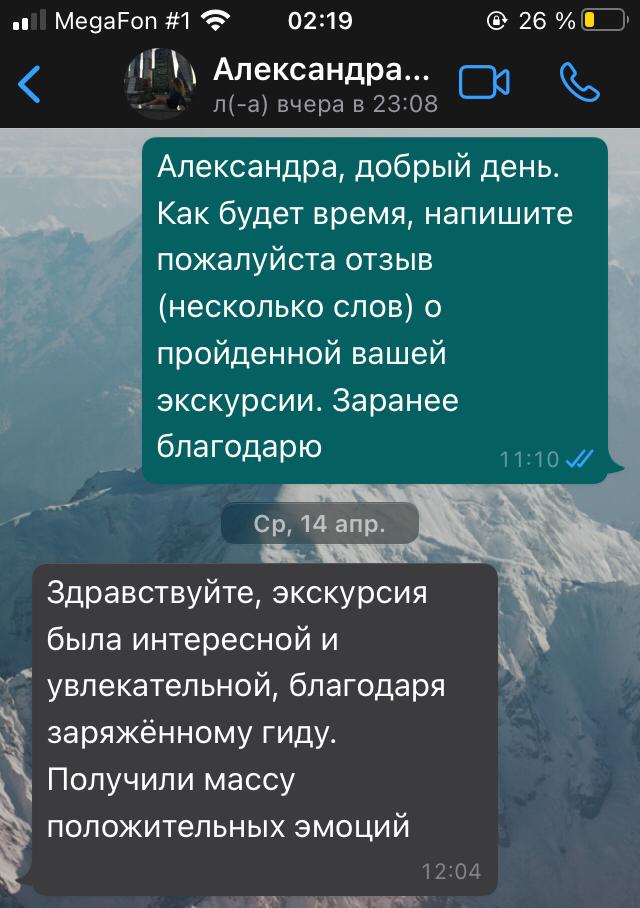 MegaFon #1 02:19 26 %
Александра...
л(-а) вчера в 23:08
Александра, добрый день.
Как будет время, напишите
пожалуйста отзыв
(несколько слов) о
пройденной вашей
экскурсии. Заранее
благодарю
11:10
Ср, 14 апр.
Здравствуйте, экскурсия
была интересной и
увлекательной, благодаря
заряжённому гиду.
Получили массу
положительных эмоций
12:04